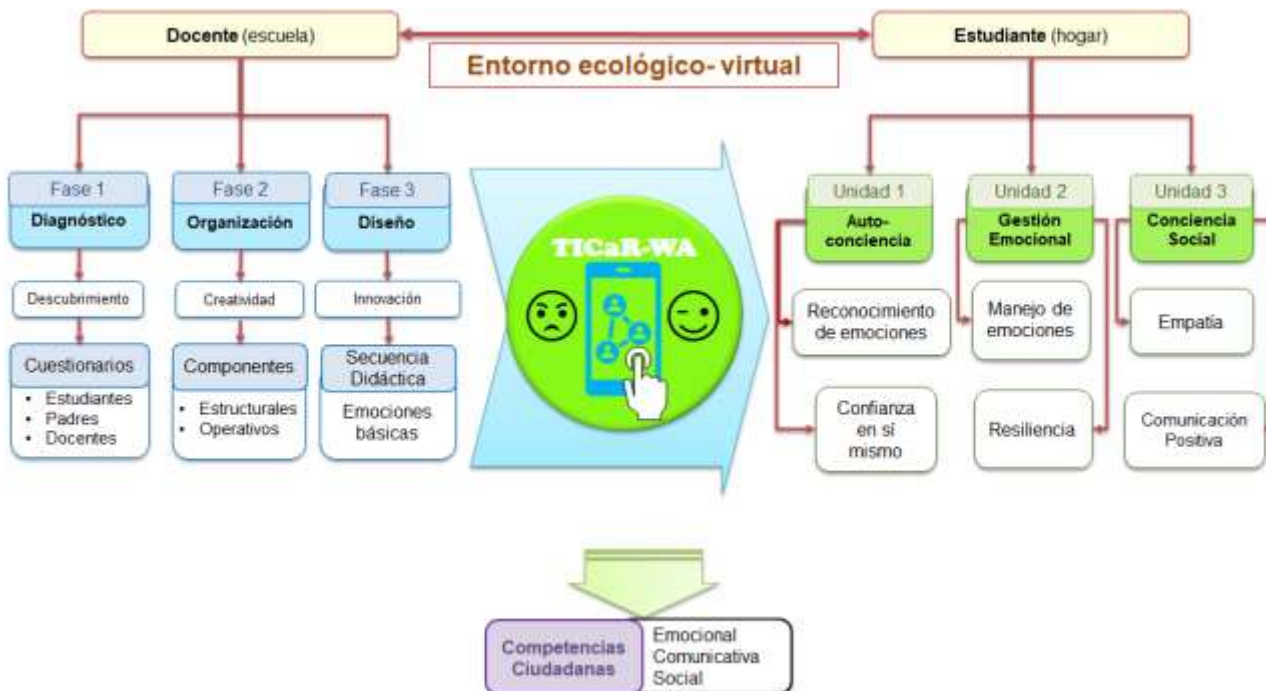 Docente (escuela)
Estudiante (hogar)
Entorno ecológico- virtual
Fase 1
Diagnóstico
Descubrimiento
Cuestionarios
• Estudiantes
• Padres
• Docentes
Fase 2
Organización
Creatividad
Componentes
• Estructurales
• Operativos
Fase 3
Diseño
Innovación
Secuencia
Didáctica
Emociones
básicas
TICaR-WA
Unidad 1
Auto-
conciencia
Reconocimiento
de emociones
Confianza
en sí
mismo
Unidad 2
Gestión
Emocional
Manejo de
emociones
Resiliencia
Unidad 3
Conciencia
Social
Empatía
Comunicación
Positiva
Competencias
Ciudadanas
Emocional
Comunicativa
Social